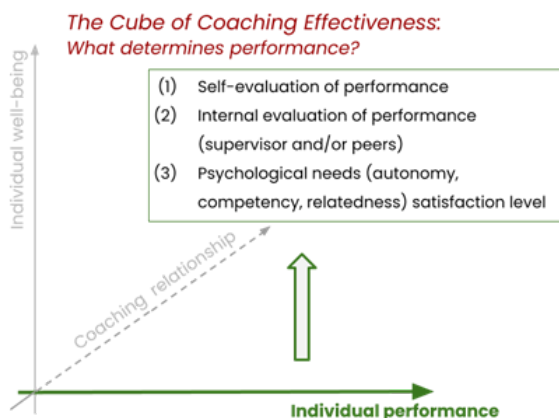 The Cube of Coaching Effectiveness:
What determines performance?
Individual well-being
(1) Self-evaluation of performance
(2) Internal evaluation of performance
(supervisor and/or peers)
(3) Psychological needs (autonomy,
competency, relatedness) satisfaction level
Coaching relationship
Individual performance